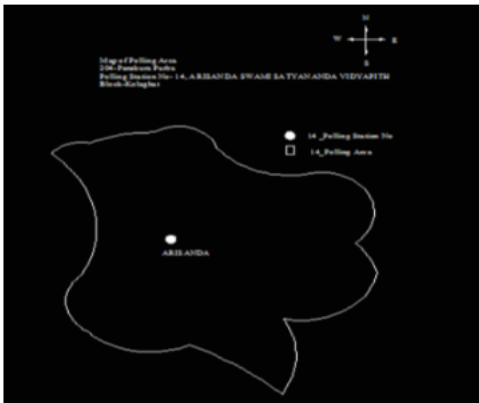 N
W E
S
Map of Polling Area
206-Panskura Purba
Polling Station No- 14, ARISANDA SWAMI SATYANANDA VIDYAPITH
Block-Kolaghat
14 _Polling Station No
14_Polling Area
ARISANDA